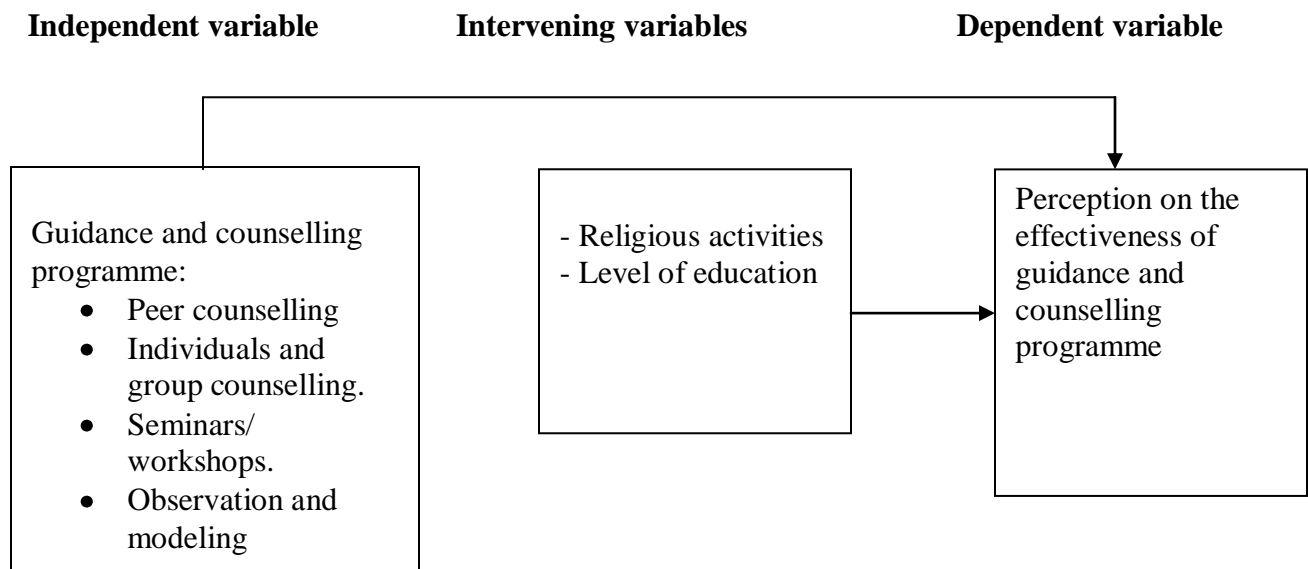 Independent variable
Intervening variables
Dependent variable
Guidance and counselling
programme:
● Peer counselling
● Individuals and
group counselling.
● Seminars/
workshops.
● Observation and
modeling
- Religious activities
- Level of education
Perception on the
effectiveness of
guidance and
counselling
programme